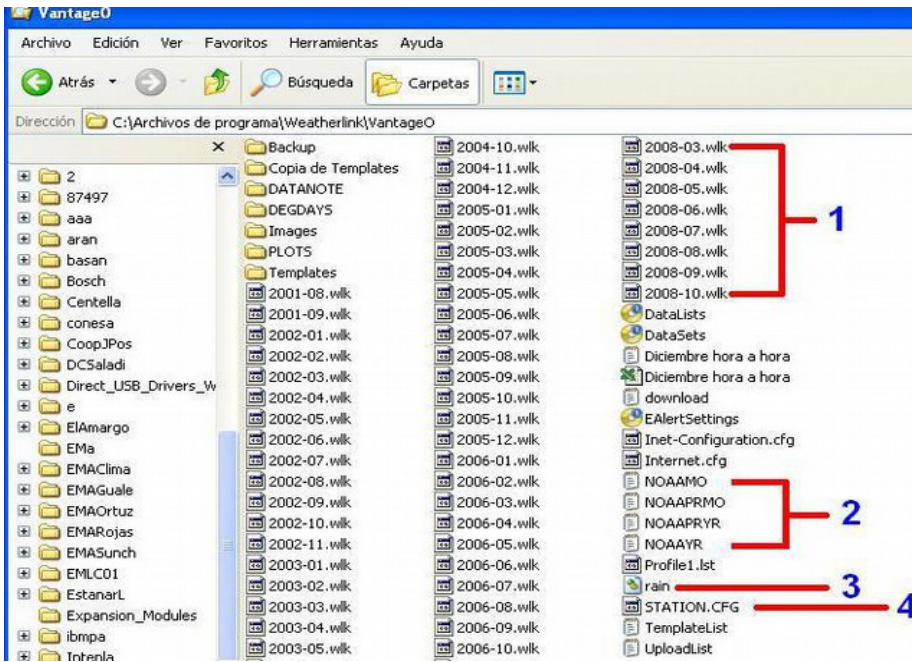 VantageO
Archivo Edición Ver Favoritos Herramientas Ayuda
Atrás Búsqueda Carpetas
Dirección C:\Archivos de programa\Weatherlink\VantageO
2
87497
aaa
aran
basan
Bosch
Centella
conesa
CoopJPos
DCSaladi
Direct_USB_Drivers_W
e
ElAmargo
EMa
EMAClima
EMAGuale
EMAOrtuz
EMARojas
EMASunch
EMLC01
EstanarL
Expansion_Modules
ibmpa
Intepla
Backup
Copia de Templates
DATANOTE
DEGDAYS
Images
PLOTS
Templates
2001-08.wlk
2001-09.wlk
2002-01.wlk
2002-02.wlk
2002-03.wlk
2002-04.wlk
2002-05.wlk
2002-06.wlk
2002-07.wlk
2002-08.wlk
2002-09.wlk
2002-10.wlk
2002-11.wlk
2003-01.wlk
2003-02.wlk
2003-03.wlk
2003-04.wlk
2003-05.wlk
2004-10.wlk
2004-11.wlk
2004-12.wlk
2005-01.wlk
2005-02.wlk
2005-03.wlk
2005-04.wlk
2005-05.wlk
2005-06.wlk
2005-07.wlk
2005-08.wlk
2005-09.wlk
2005-10.wlk
2005-11.wlk
2005-12.wlk
2006-01.wlk
2006-02.wlk
2006-03.wlk
2006-04.wlk
2006-05.wlk
2006-06.wlk
2006-07.wlk
2006-08.wlk
2006-09.wlk
2006-10.wlk
2008-03.wlk
2008-04.wlk
2008-05.wlk
2008-06.wlk
2008-07.wlk
2008-08.wlk
2008-09.wlk
2008-10.wlk
1
DataLists
DataSets
Diciembre hora a hora
Diciembre hora a hora
download
EAlertSettings
Inet-Configuration.cfg
Internet.cfg
NOAAMO
NOAAPRMO
NOAAPRYR
NOAAYR
2
Profile1.lst
rain
3
STATION.CFG
4
TemplateList
UploadList